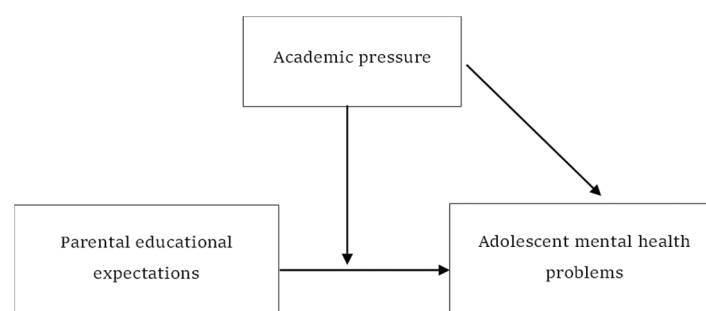 Academic pressure
Parental educational
expectations
Adolescent mental health
problems